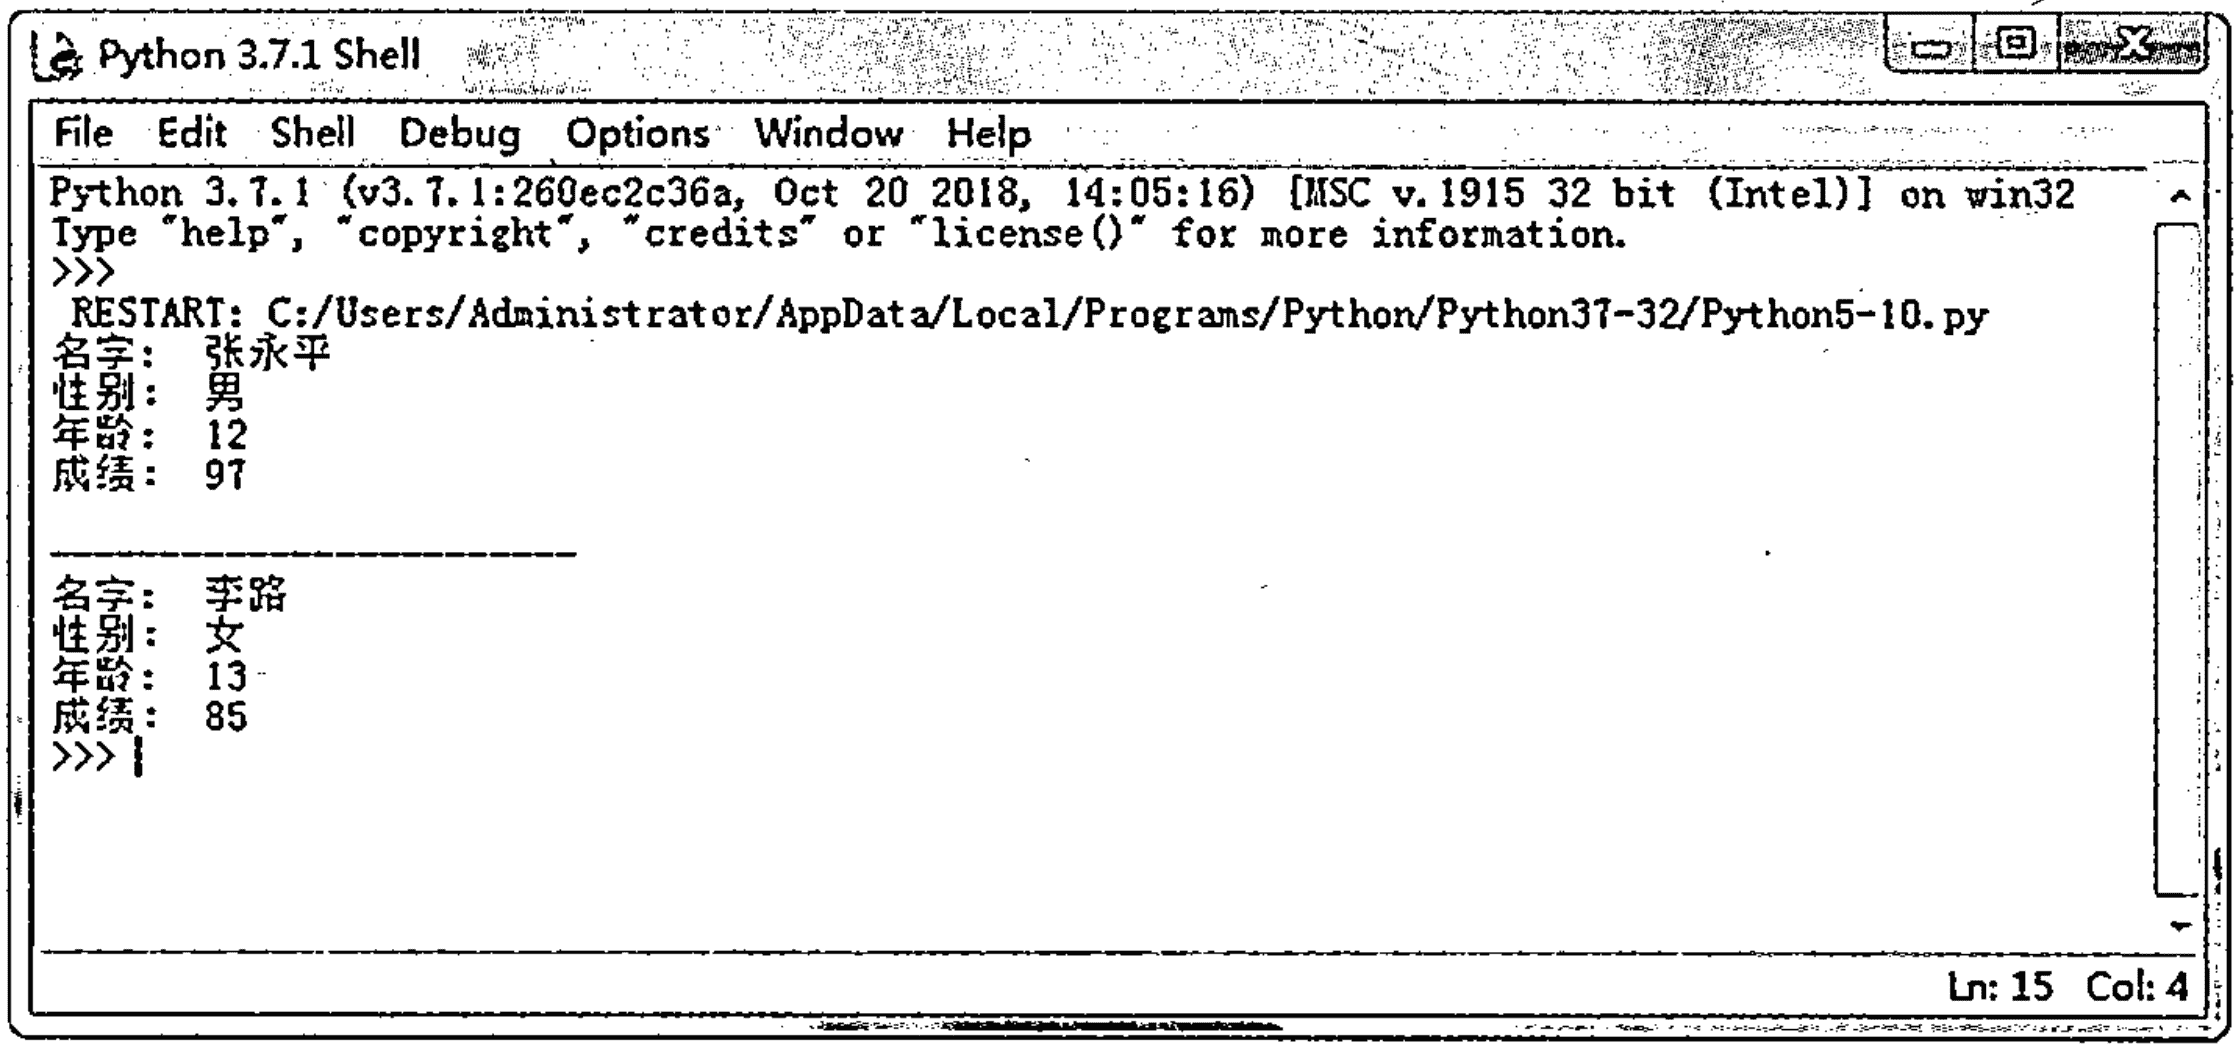 Python 3.7.1 Shell
File Edit Shell Debug Options Window Help
Python 3.7.1 (v3.7.1:260ec2c36a, Oct 20 2018, 14:05:16) [MSC v.1915 32 bit (Intel)] on win32
Type "help", "copyright", "credits" or "license()" for more information.
>>>
RESTART: C:/Users/Administrator/AppData/Local/Programs/Python/Python37-32/Python5-10.py
名字： 张永平
性别： 男
年龄： 12
成绩： 97
------------------------
名字： 李路
性别： 女
年龄： 13
成绩： 85
>>>
Ln: 15 Col: 4